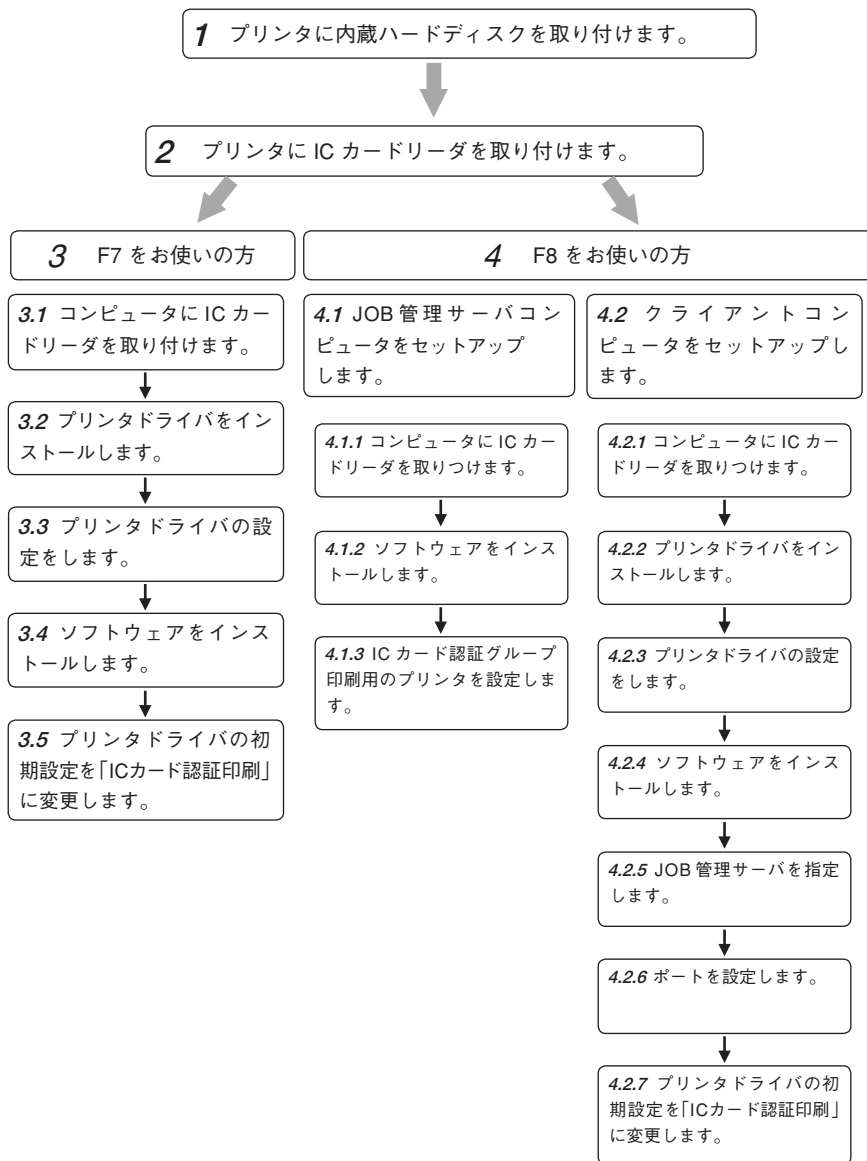 1 プリンタに内蔵ハードディスクを取り付けます。
2 プリンタに IC カードリーダを取り付けます。
3 F7 をお使いの方
3.1 コンピュータに IC カー
ドリーダを取り付けます。
3.2 プリンタドライバをイン
ストールします。
3.3 プリンタドライバの設
定をします。
3.4 ソフトウェアをインス
トールします。
3.5 プリンタドライバの初
期設定を「ICカード認証印刷」
に変更します。
4 F8 をお使いの方
4.1 JOB 管理サーバコン
ピュータをセットアップ
します。
4.1.1 コンピュータに IC カー
ドリーダを取りつけます。
4.1.2 ソフトウェアをインス
トールします。
4.1.3 IC カード認証グループ
印刷用のプリンタを設定しま
す。
4.2 クライアントコン
ピュータをセットアップし
ます。
4.2.1 コンピュータに IC カー
ドリーダを取りつけます。
4.2.2 プリンタドライバをイン
ストールします。
4.2.3 プリンタドライバの設定
をします。
4.2.4 ソフトウェアをインス
トールします。
4.2.5 JOB 管理サーバを指定
します。
4.2.6 ポートを設定します。
4.2.7 プリンタドライバの初
期設定を「ICカード認証印刷」
に変更します。